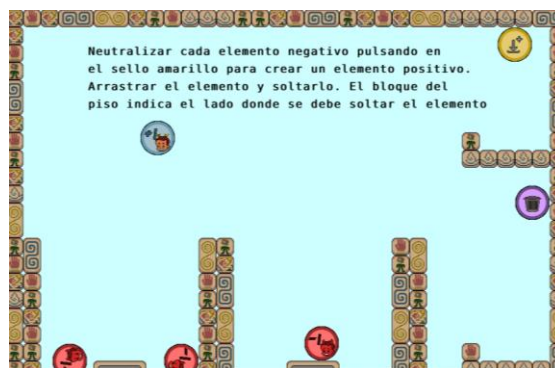 Neutralizar cada elemento negativo pulsando en
el sello amarillo para crear un elemento positivo.
Arrastrar el elemento y soltarlo. El bloque del
piso indica el lado donde se debe soltar el elemento